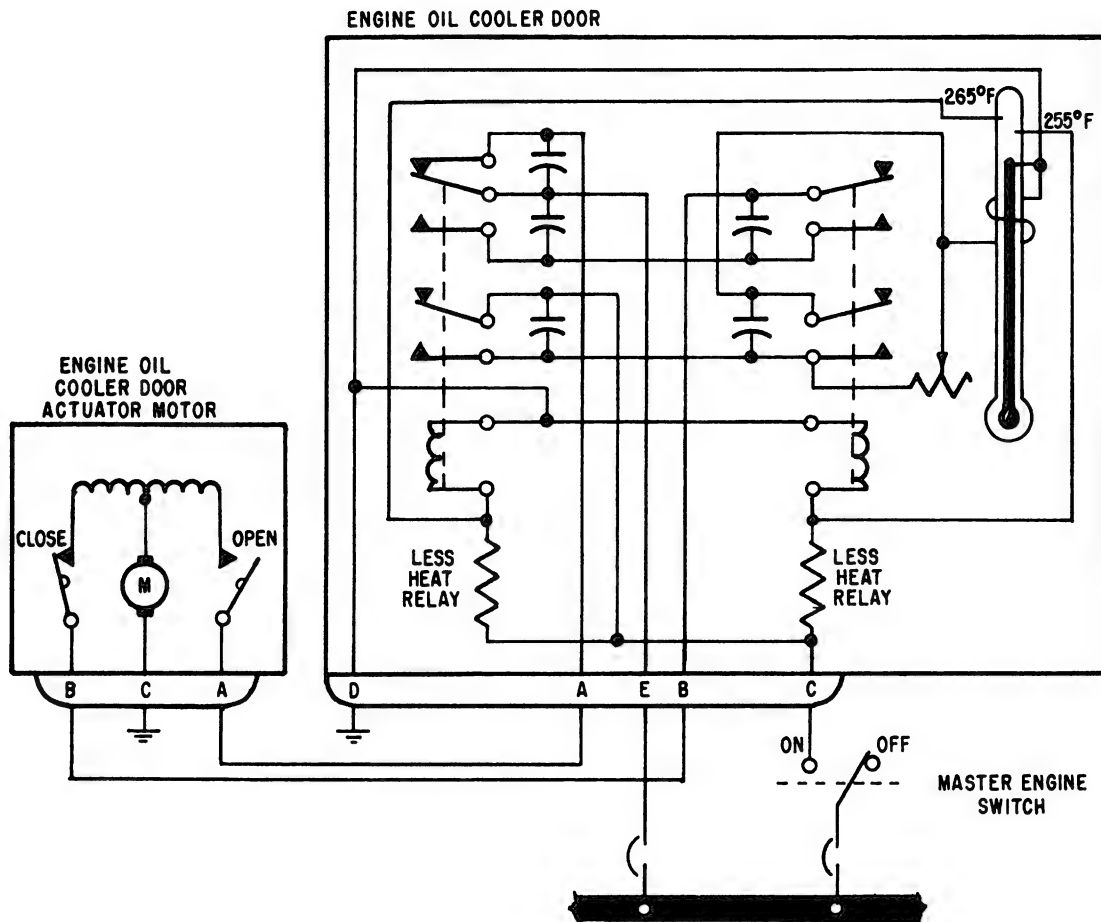 ENGINE OIL COOLER DOOR
265°F
255°F
ENGINE OIL
COOLER DOOR
ACTUATOR MOTOR
CLOSE
OPEN
M
LESS
HEAT
RELAY
LESS
HEAT
RELAY
B C A
D A E B C
ON
OFF
MASTER ENGINE
SWITCH